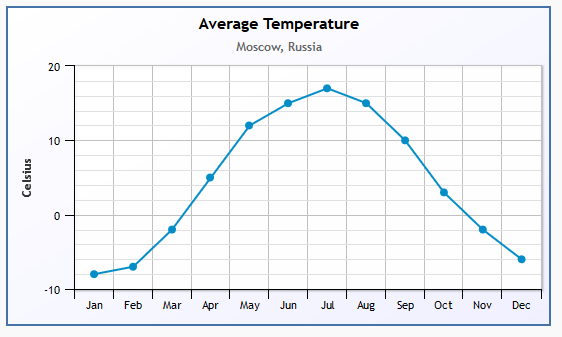 Average Temperature
Moscow, Russia
Celsius
20
10
0
-10
Jan Feb Mar Apr May Jun Jul Aug Sep Oct Nov Dec